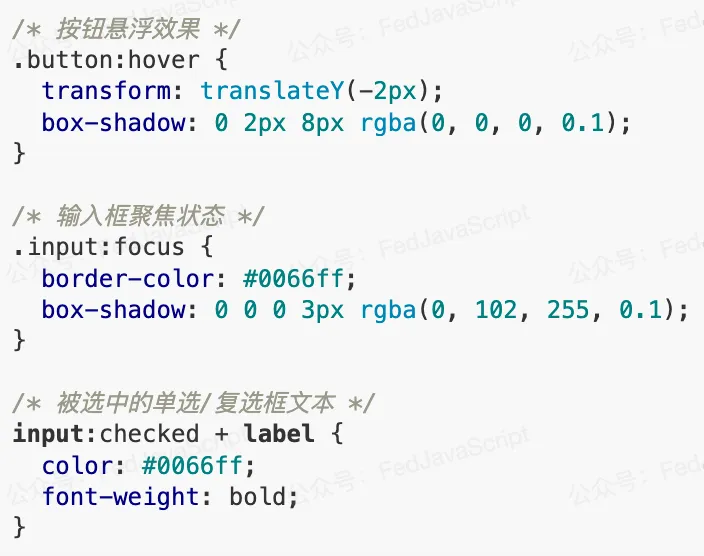 /* 按钮悬浮效果 */
.button:hover {
  transform: translateY(-2px);
  box-shadow: 0 2px 8px rgba(0, 0, 0, 0.1);
}

/* 输入框聚焦状态 */
.input:focus {
  border-color: #0066ff;
  box-shadow: 0 0 0 3px rgba(0, 102, 255, 0.1);
}

/* 被选中的单选/复选框文本 */
input:checked + label {
  color: #0066ff;
  font-weight: bold;
}
公众号：FedJavaScript